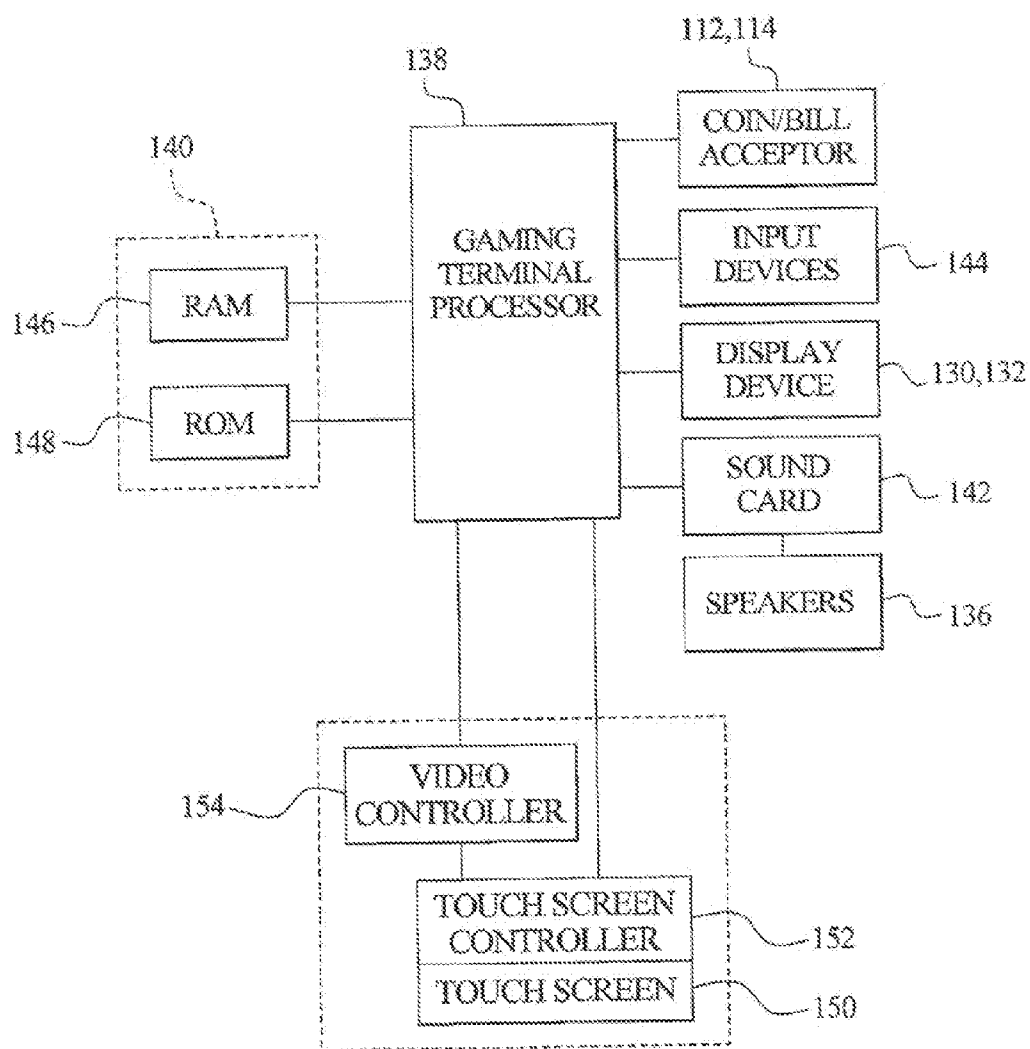 112,114
138
COIN/BILL
ACCEPTOR
140
GAMING
TERMINAL
PROCESSOR
INPUT
DEVICES
144
146
RAM
DISPLAY
DEVICE
130,132
148
ROM
SOUND
CARD
142
SPEAKERS
136
154
VIDEO
CONTROLLER
TOUCH SCREEN
CONTROLLER
152
TOUCH SCREEN
150